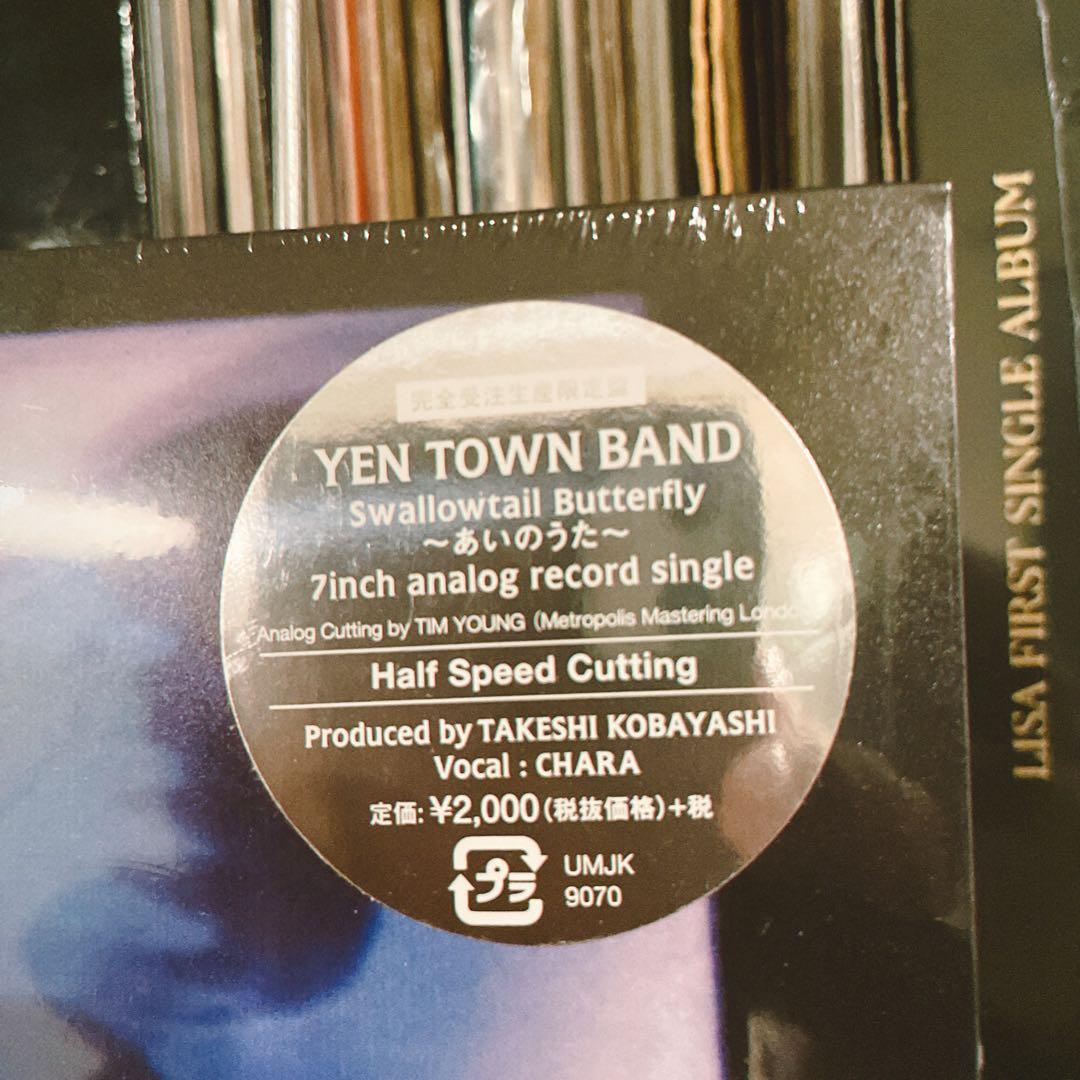 完全受注生産限定盤
YEN TOWN BAND
Swallowtail Butterfly
～あいのうた～
7inch analog record single
Analog Cutting by TIM YOUNG (Metropolis Mastering
Half Speed Cutting
Produced by TAKESHI KOBAYASHI
Vocal : CHARA
定価: ¥2,000(税抜価格)+税
プラ
UMJK
9070
LISA FIRST SINGLE ALBUM